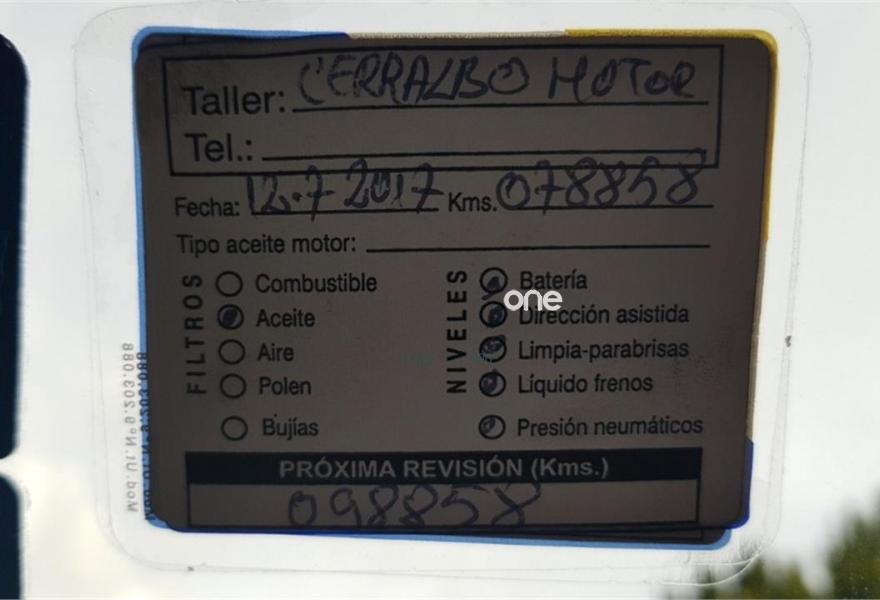 Taller: CERRALBO MOTOR
Tel.:
Fecha: 12.7 2017 Kms. 078858
Tipo aceite motor:
FILTROS
Combustible
Aceite
Aire
Polen
Bujías
NIVELES
Batería
one
Dirección asistida
Limpia-parabrisas
Líquido frenos
Presión neumáticos
PRÓXIMA REVISIÓN (Kms.)
098858